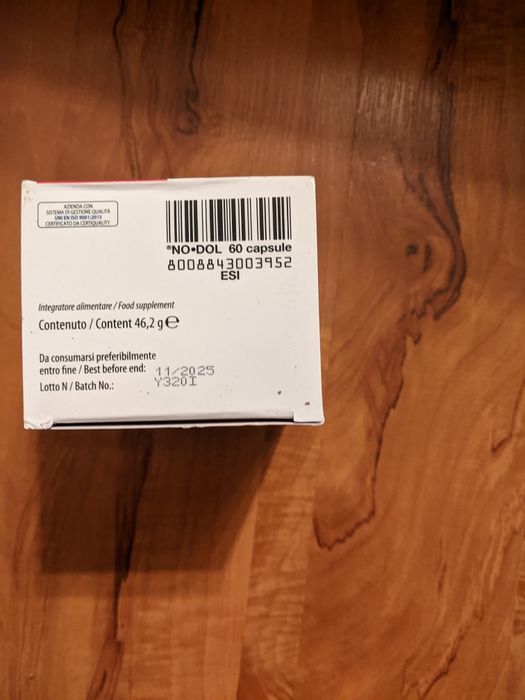 AZIENDA CON
SISTEMA DI GESTIONE QUALITÀ
UNI EN ISO 9001:2015
CERTIFICATO DA CERTIQUALITY
®NO•DOL 60 capsule
8008843003952
ESI
Integratore alimentare / Food supplement
Contenuto / Content 46,2 g ℮
Da consumarsi preferibilmente
entro fine / Best before end: 11/2025
Lotto N / Batch No.: Y320I